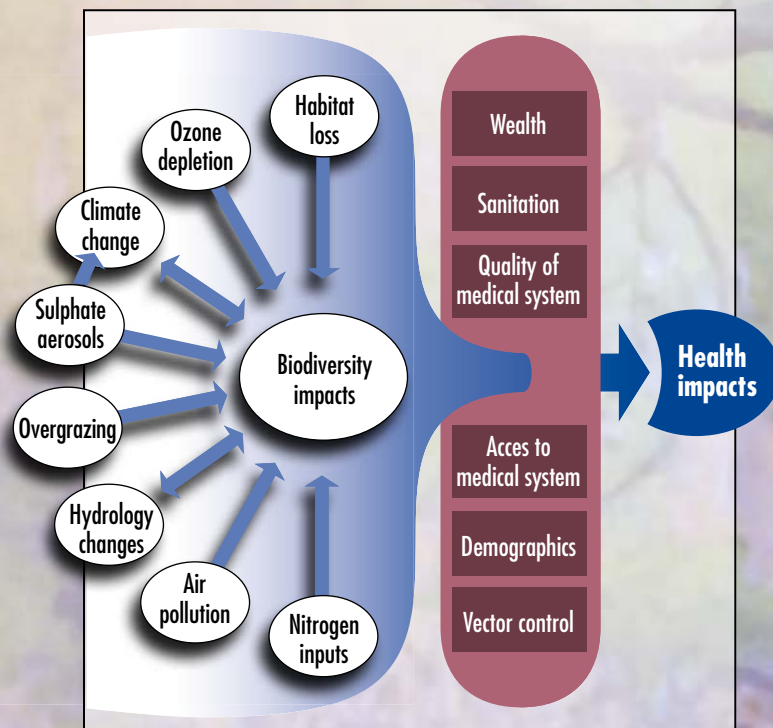 Habitat
loss
Ozone
depletion
Climate
change
Sulphate
aerosols
Overgrazing
Hydrology
changes
Air
pollution
Nitrogen
inputs
Biodiversity
impacts
Wealth
Sanitation
Quality of
medical system
Acces to
medical system
Demographics
Vector control
Health
impacts